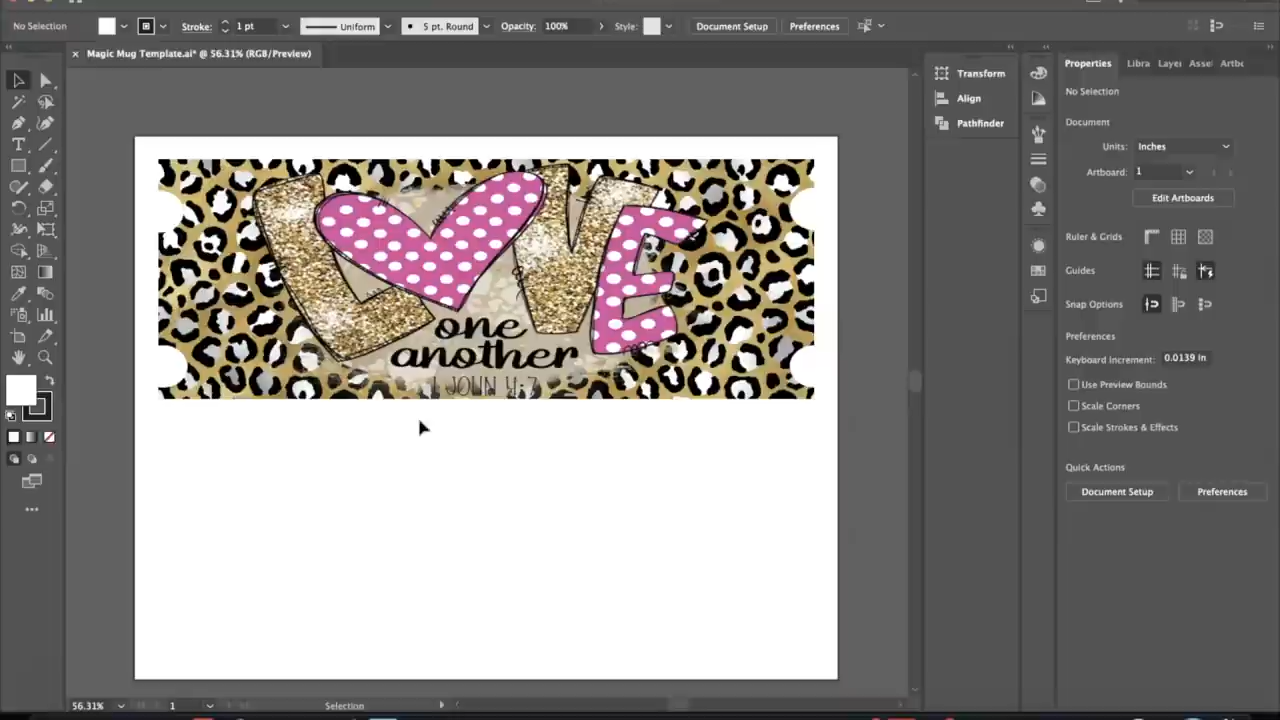 No Selection
Stroke:
1 pt
Uniform
5 pt. Round
Opacity:
100%
Style:
Document Setup
Preferences
Magic Mug Template.ai* @ 56.31% (RGB/Preview)
Transform
Align
Pathfinder
Properties
Libra
Layer
Asse
Artbo
No Selection
Document
Units:
Inches
Artboard:
1
Edit Artboards
Ruler & Grids
Guides
Snap Options
Preferences
Keyboard Increment:
0.0139 in
Use Preview Bounds
Scale Corners
Scale Strokes & Effects
Quick Actions
Document Setup
Preferences
L VE
one
another
1 JOHN 4:7
56.31%
1
Selection